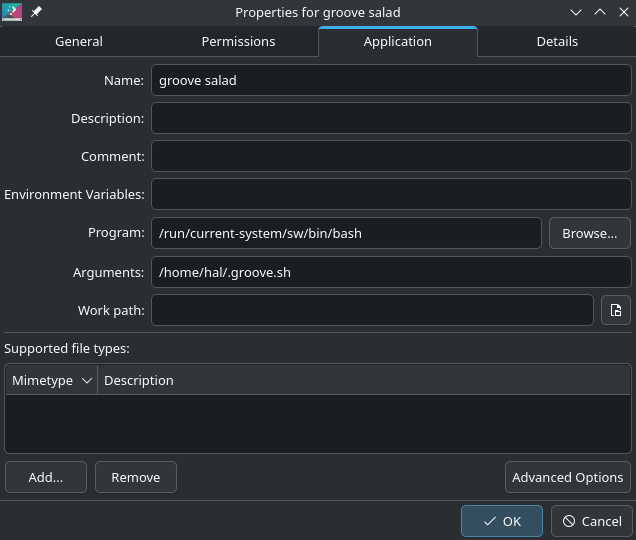 Properties for groove salad
General Permissions Application Details
Name: groove salad
Description:
Comment:
Environment Variables:
Program: /run/current-system/sw/bin/bash Browse...
Arguments: /home/hal/.groove.sh
Work path:
Supported file types:
Mimetype Description
Add... Remove Advanced Options
OK Cancel